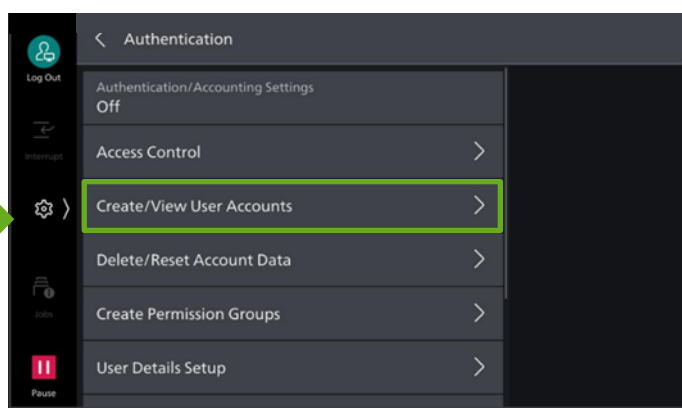 Authentication
Log Out
Authentication/Accounting Settings
Off
Interrupt
Access Control
Create/View User Accounts
Delete/Reset Account Data
Jobs
Create Permission Groups
User Details Setup
Pause